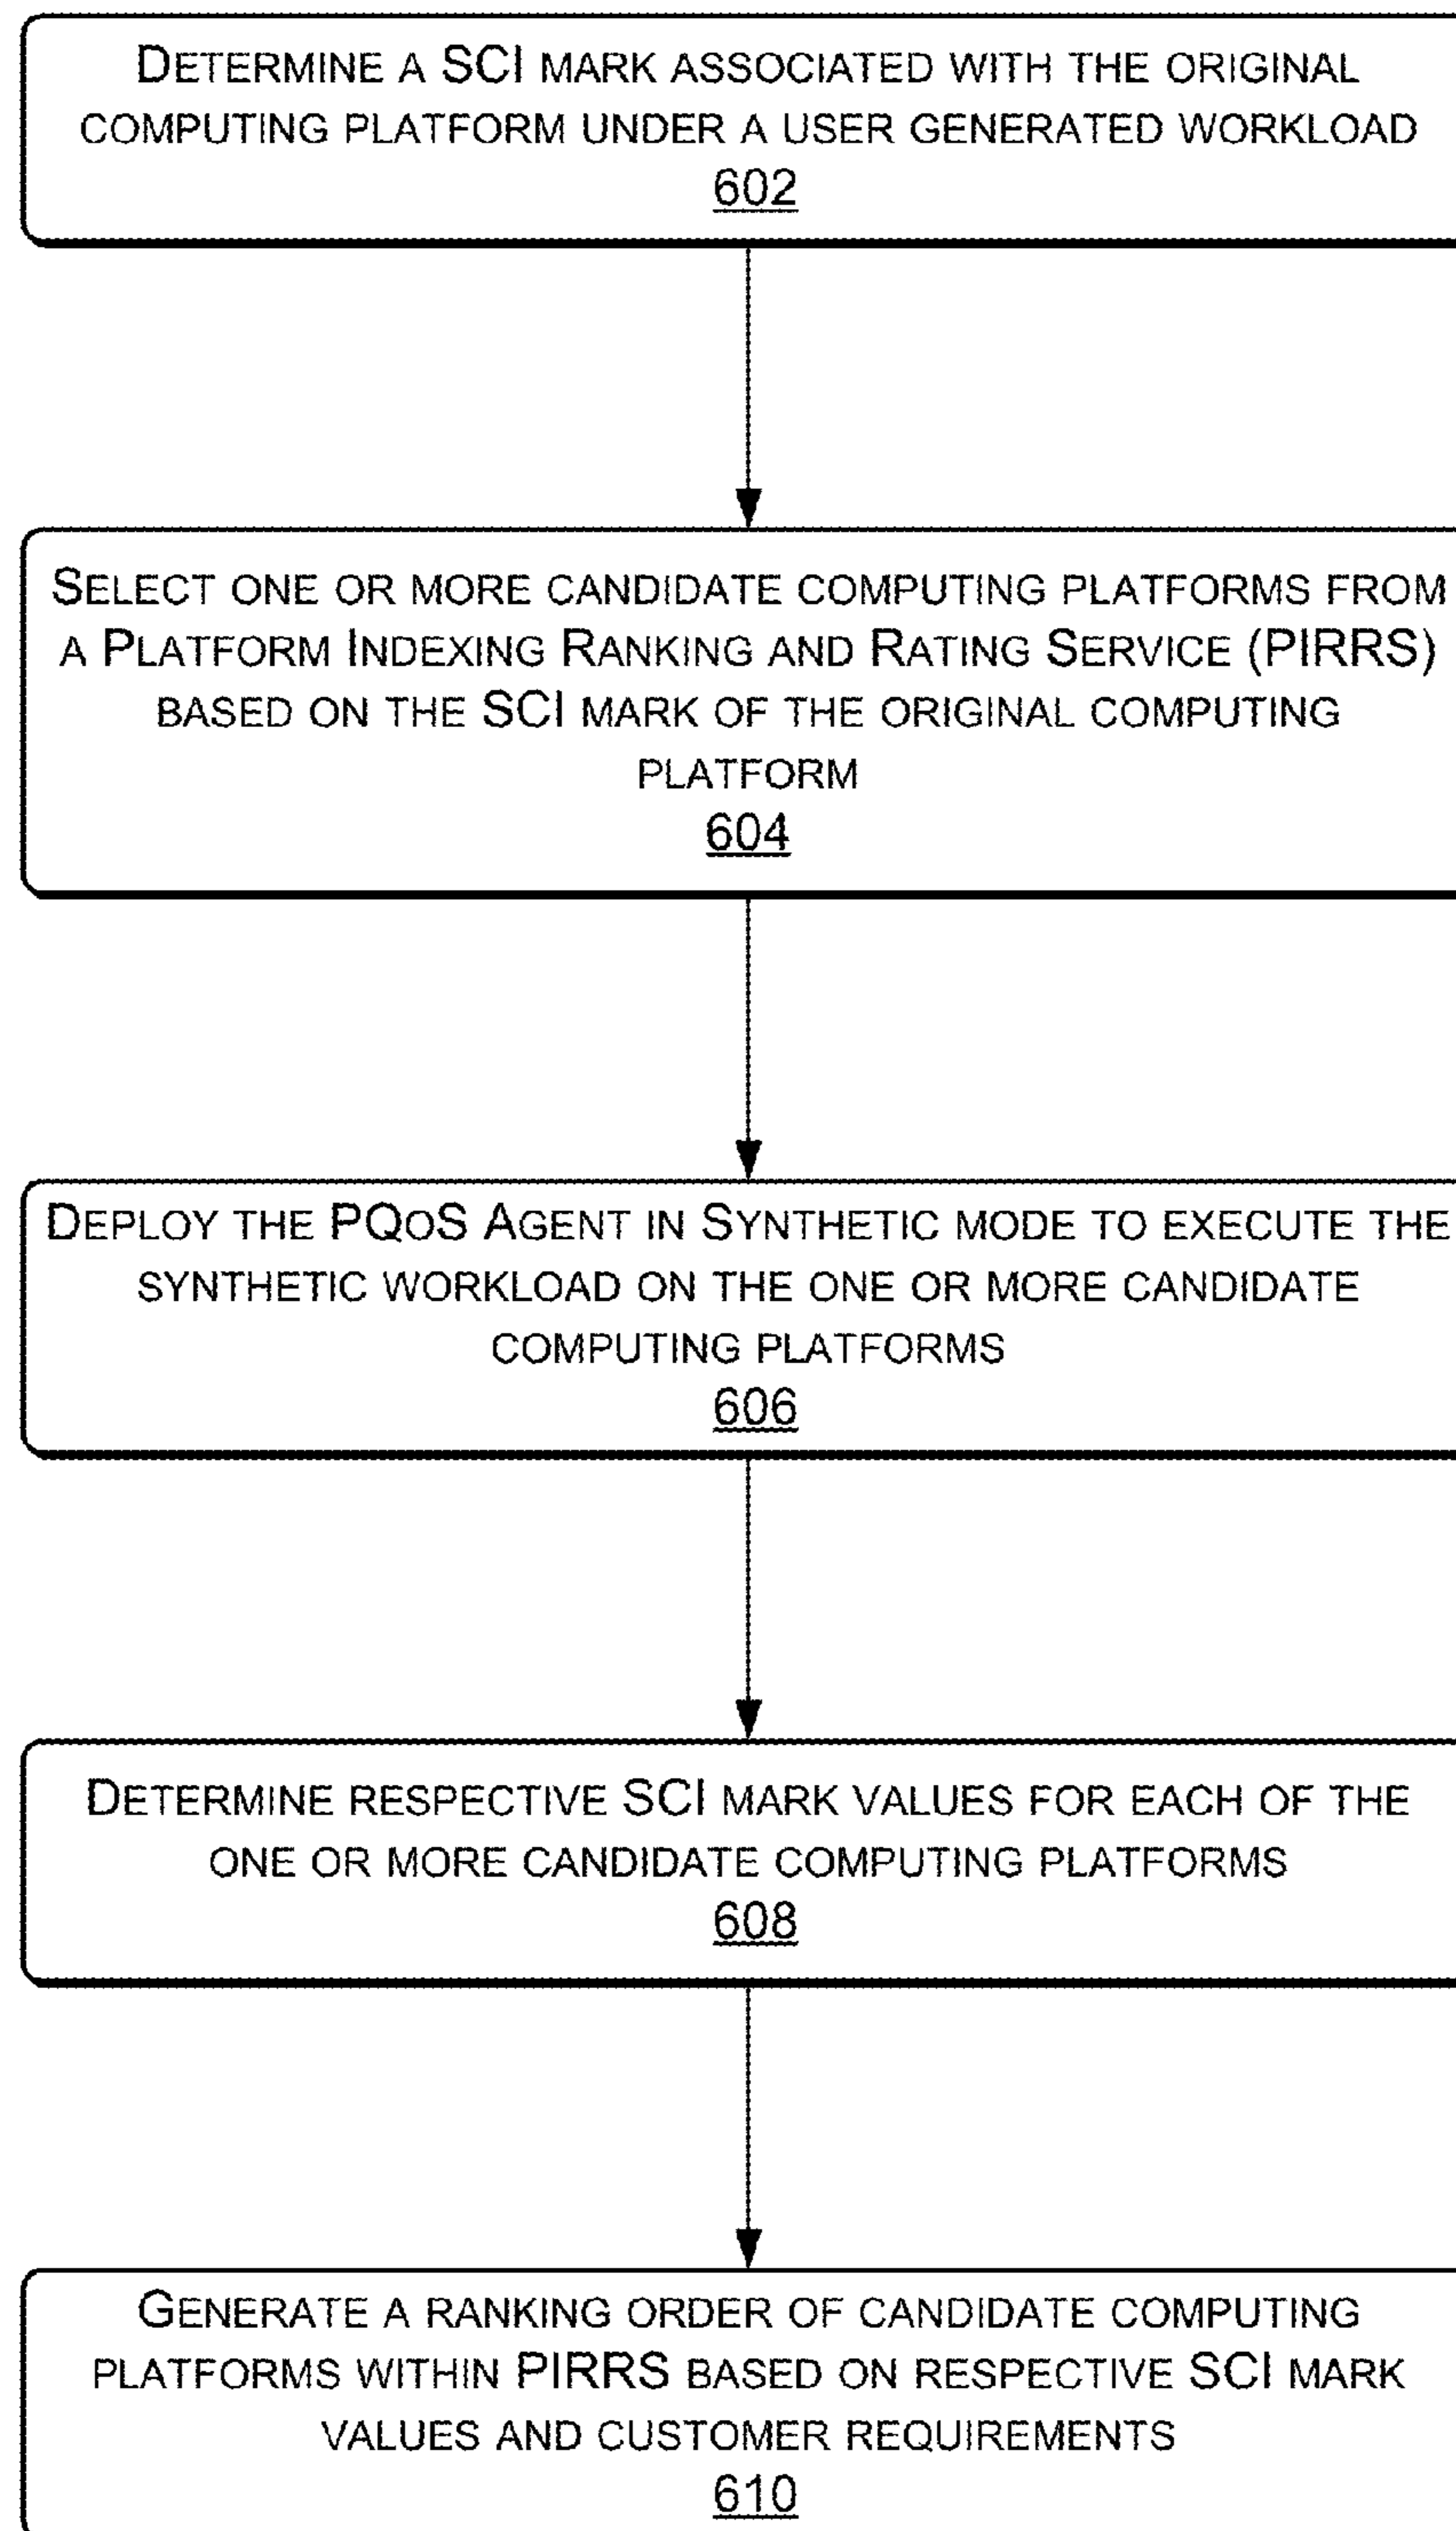 DETERMINE A SCI MARK ASSOCIATED WITH THE ORIGINAL
COMPUTING PLATFORM UNDER A USER GENERATED WORKLOAD
602
SELECT ONE OR MORE CANDIDATE COMPUTING PLATFORMS FROM
A PLATFORM INDEXING RANKING AND RATING SERVICE (PIRRS)
BASED ON THE SCI MARK OF THE ORIGINAL COMPUTING
PLATFORM
604
DEPLOY THE PQOS AGENT IN SYNTHETIC MODE TO EXECUTE THE
SYNTHETIC WORKLOAD ON THE ONE OR MORE CANDIDATE
COMPUTING PLATFORMS
606
DETERMINE RESPECTIVE SCI MARK VALUES FOR EACH OF THE
ONE OR MORE CANDIDATE COMPUTING PLATFORMS
608
GENERATE A RANKING ORDER OF CANDIDATE COMPUTING
PLATFORMS WITHIN PIRRS BASED ON RESPECTIVE SCI MARK
VALUES AND CUSTOMER REQUIREMENTS
610